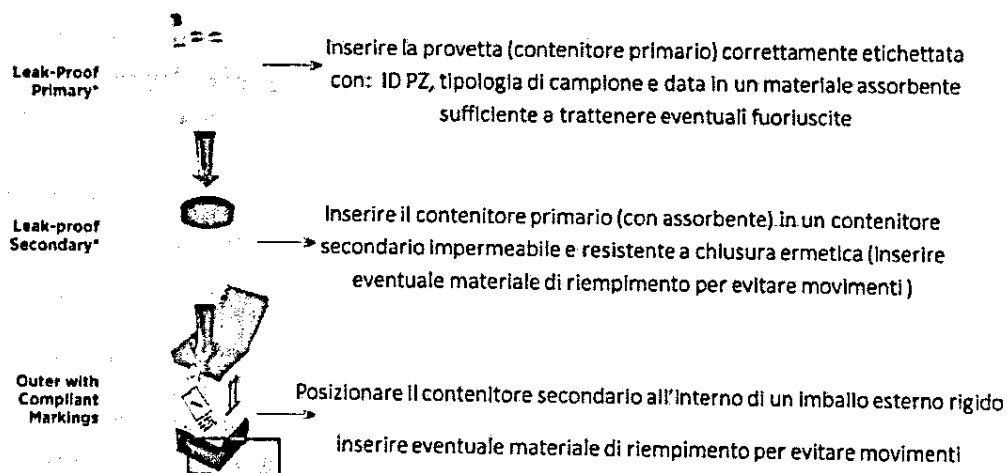 Leak-Proof
Primary*
Inserire la provetta (contenitore primario) correttamente etichettata
con: ID PZ, tipologia di campione e data in un materiale assorbente
sufficiente a trattenere eventuali fuoriuscite
Leak-proof
Secondary*
Inserire il contenitore primario (con assorbente) in un contenitore
secondario impermeabile e resistente a chiusura ermetica (Inserire
eventuale materiale di riempimento per evitare movimenti )
Outer with
Compliant
Markings
Posizionare il contenitore secondario all'interno di un imballo esterno rigido
Inserire eventuale materiale di riempimento per evitare movimenti